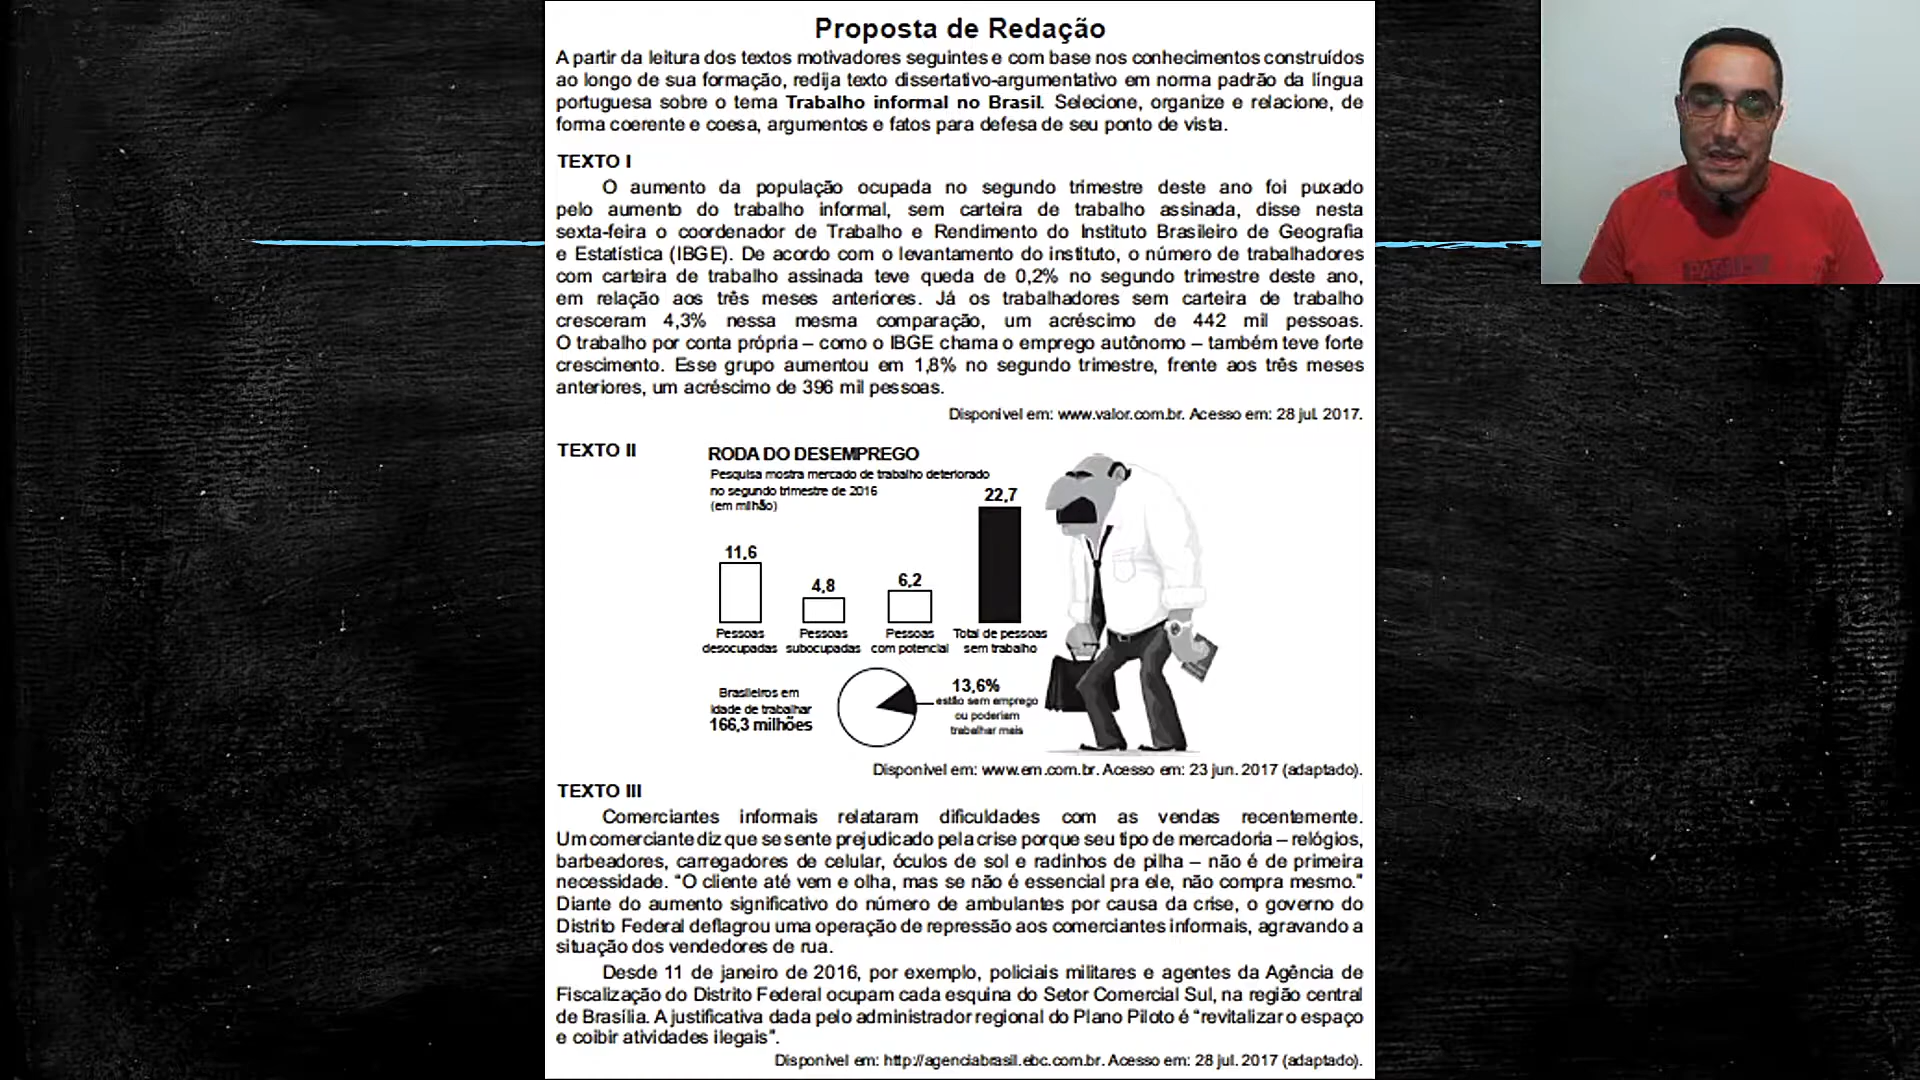 Proposta de Redação
A partir da leitura dos textos motivadores seguintes e com base nos conhecimentos construídos
ao longo de sua formação, redija texto dissertativo-argumentativo em norma padrão da língua
portuguesa sobre o tema Trabalho informal no Brasil. Selecione, organize e relacione, de
forma coerente e coesa, argumentos e fatos para defesa de seu ponto de vista.
TEXTO I
O aumento da população ocupada no segundo trimestre deste ano foi puxado
pelo aumento do trabalho informal, sem carteira de trabalho assinada, disse nesta
sexta-feira o coordenador de Trabalho e Rendimento do Instituto Brasileiro de Geografia
e Estatística (IBGE). De acordo com o levantamento do instituto, o número de trabalhadores
com carteira de trabalho assinada teve queda de 0,2% no segundo trimestre deste ano,
em relação aos três meses anteriores. Já os trabalhadores sem carteira de trabalho
cresceram 4,3% nessa mesma comparação, um acréscimo de 442 mil pessoas.
O trabalho por conta própria – como o IBGE chama o emprego autônomo – também teve forte
crescimento. Esse grupo aumentou em 1,8% no segundo trimestre, frente aos três meses
anteriores, um acréscimo de 396 mil pessoas.
Disponível em: www.valor.com.br. Acesso em: 28 jul. 2017.
TEXTO II
RODA DO DESEMPREGO
Pesquisa mostra mercado de trabalho deteriorado
no segundo trimestre de 2016
(em milhão)
22,7
11,6
4,8
6,2
Pessoas
desocupadas
Pessoas
subocupadas
Pessoas
com potencial
Total de pessoas
sem trabalho
Brasileiros em
idade de trabalhar
166,3 milhões
13,6%
estão sem emprego
ou poderiam
trabalhar mais
Disponível em: www.em.com.br. Acesso em: 23 jun. 2017 (adaptado).
TEXTO III
Comerciantes informais relataram dificuldades com as vendas recentemente.
Um comerciante diz que se sente prejudicado pela crise porque seu tipo de mercadoria – relógios,
barbeadores, carregadores de celular, óculos de sol e radinhos de pilha – não é de primeira
necessidade. “O cliente até vem e olha, mas se não é essencial pra ele, não compra mesmo.”
Diante do aumento significativo do número de ambulantes por causa da crise, o governo do
Distrito Federal deflagrou uma operação de repressão aos comerciantes informais, agravando a
situação dos vendedores de rua.
Desde 11 de janeiro de 2016, por exemplo, policiais militares e agentes da Agência de
Fiscalização do Distrito Federal ocupam cada esquina do Setor Comercial Sul, na região central
de Brasília. A justificativa dada pelo administrador regional do Plano Piloto é “revitalizar o espaço
e coibir atividades ilegais”.
Disponível em: http://agenciabrasil.ebc.com.br. Acesso em: 28 jul. 2017 (adaptado).